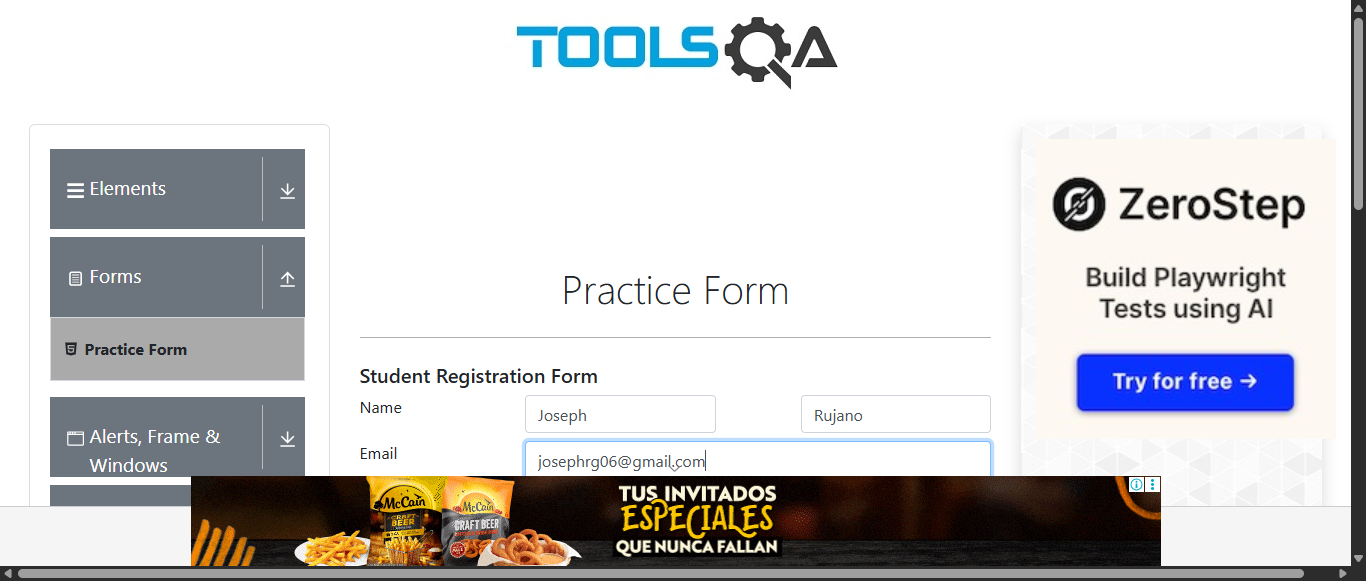 TOOLSQA
Elements
Forms
Practice Form
Alerts, Frame &
Windows
Practice Form
Student Registration Form
Name
Joseph
Rujano
Email
josephrg06@gmail.com
ZeroStep
Build Playwright
Tests using AI
Try for free →
McCain
CRAFT
BEER
McCain
CRAFT BEER
TUS INVITADOS
ESPECIALES
QUE NUNCA FALLAN